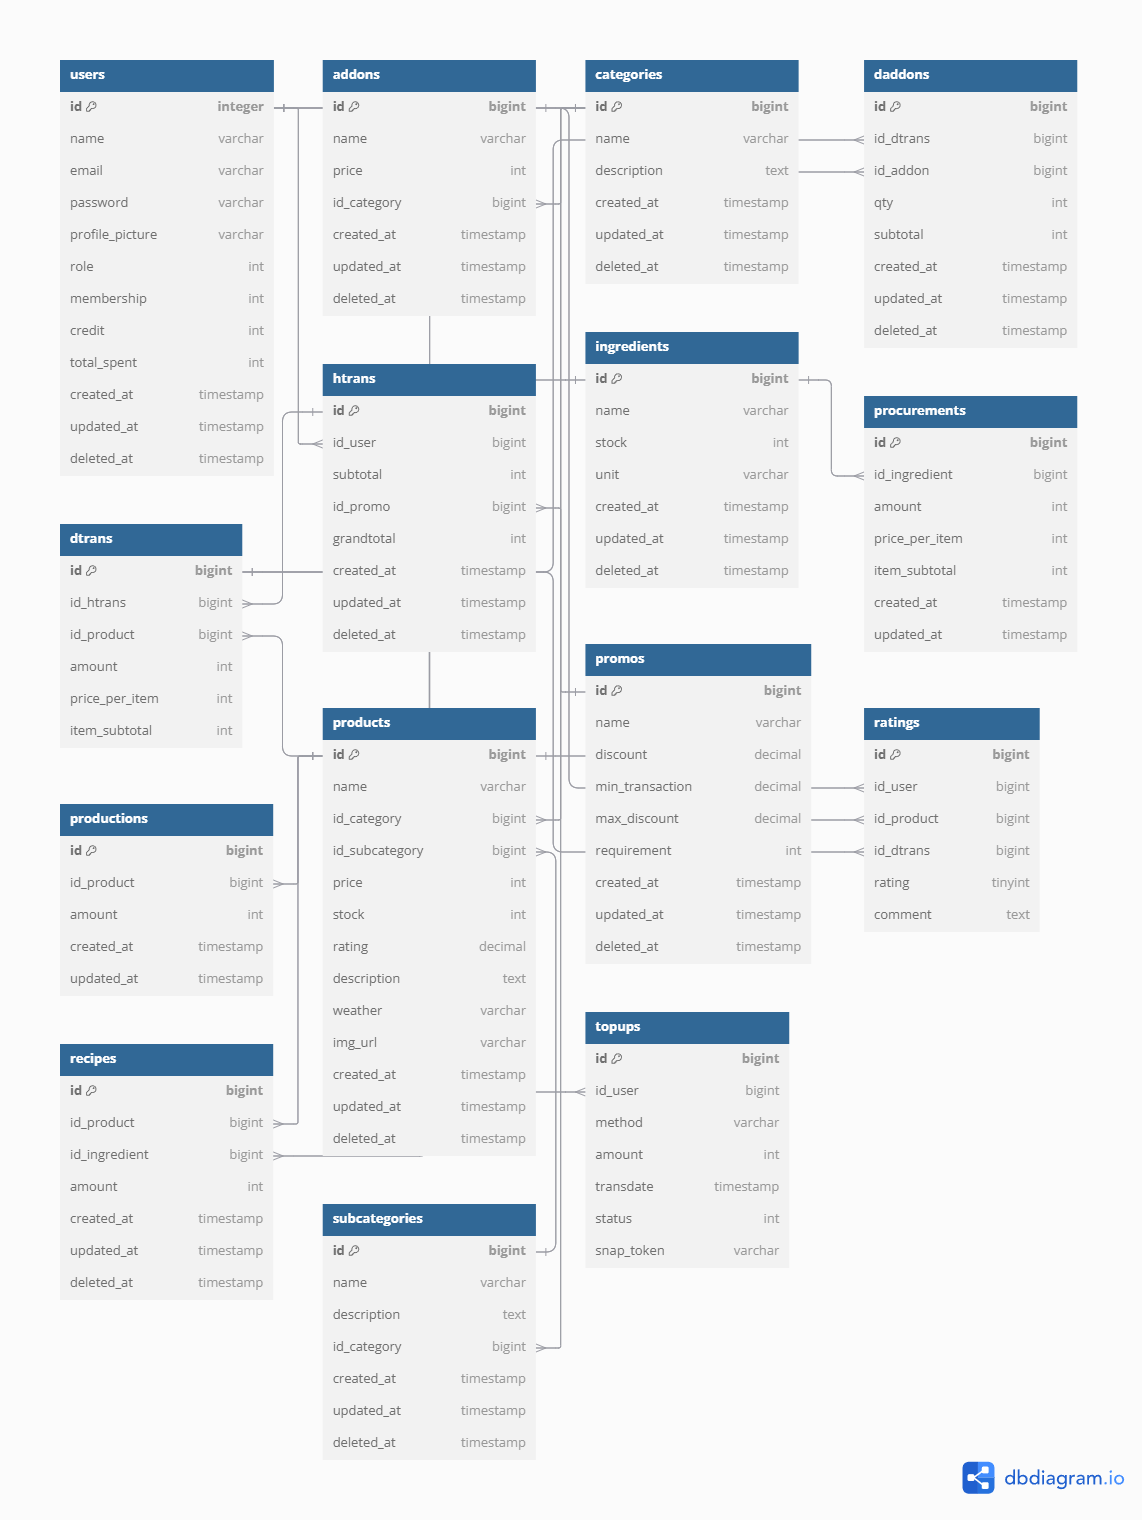 users
id integer
name varchar
email varchar
password varchar
profile_picture varchar
role int
membership int
credit int
total_spent int
created_at timestamp
updated_at timestamp
deleted_at timestamp
dtrans
id bigint
id_htrans bigint
id_product bigint
amount int
price_per_item int
item_subtotal int
productions
id bigint
id_product bigint
amount int
created_at timestamp
updated_at timestamp
recipes
id bigint
id_product bigint
id_ingredient bigint
amount int
created_at timestamp
updated_at timestamp
deleted_at timestamp
addons
id bigint
name varchar
price int
id_category bigint
created_at timestamp
updated_at timestamp
deleted_at timestamp
htrans
id bigint
id_user bigint
subtotal int
id_promo bigint
grandtotal int
created_at timestamp
updated_at timestamp
deleted_at timestamp
products
id bigint
name varchar
id_category bigint
id_subcategory bigint
price int
stock int
rating decimal
description text
weather varchar
img_url varchar
created_at timestamp
updated_at timestamp
deleted_at timestamp
subcategories
id bigint
name varchar
description text
id_category bigint
created_at timestamp
updated_at timestamp
deleted_at timestamp
categories
id bigint
name varchar
description text
created_at timestamp
updated_at timestamp
deleted_at timestamp
ingredients
id bigint
name varchar
stock int
unit varchar
created_at timestamp
updated_at timestamp
deleted_at timestamp
promos
id bigint
name varchar
discount decimal
min_transaction decimal
max_discount decimal
requirement int
created_at timestamp
updated_at timestamp
deleted_at timestamp
topups
id bigint
id_user bigint
method varchar
amount int
transdate timestamp
status int
snap_token varchar
daddons
id bigint
id_dtrans bigint
id_addon bigint
qty int
subtotal int
created_at timestamp
updated_at timestamp
deleted_at timestamp
procurements
id bigint
id_ingredient bigint
amount int
price_per_item int
item_subtotal int
created_at timestamp
updated_at timestamp
ratings
id bigint
id_user bigint
id_product bigint
id_dtrans bigint
rating tinyint
comment text
dbdiagram.io